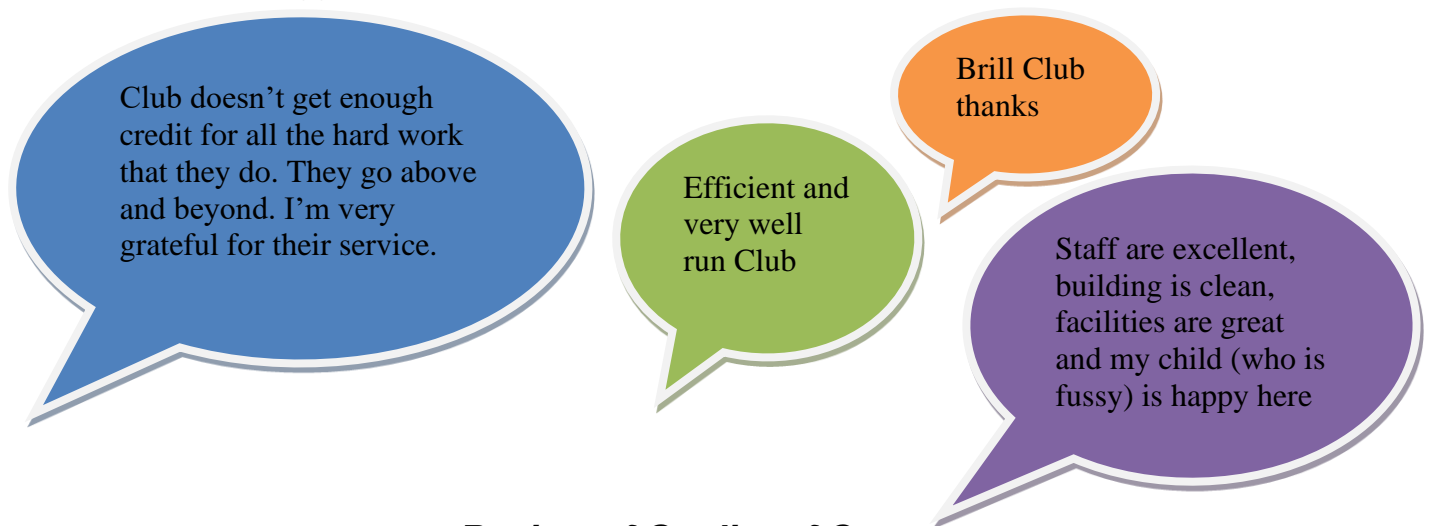 Club doesn’t get enough
credit for all the hard work
that they do. They go above
and beyond. I’m very
grateful for their service.
Efficient and
very well
run Club
Brill Club
thanks
Staff are excellent,
building is clean,
facilities are great
and my child (who is
fussy) is happy here